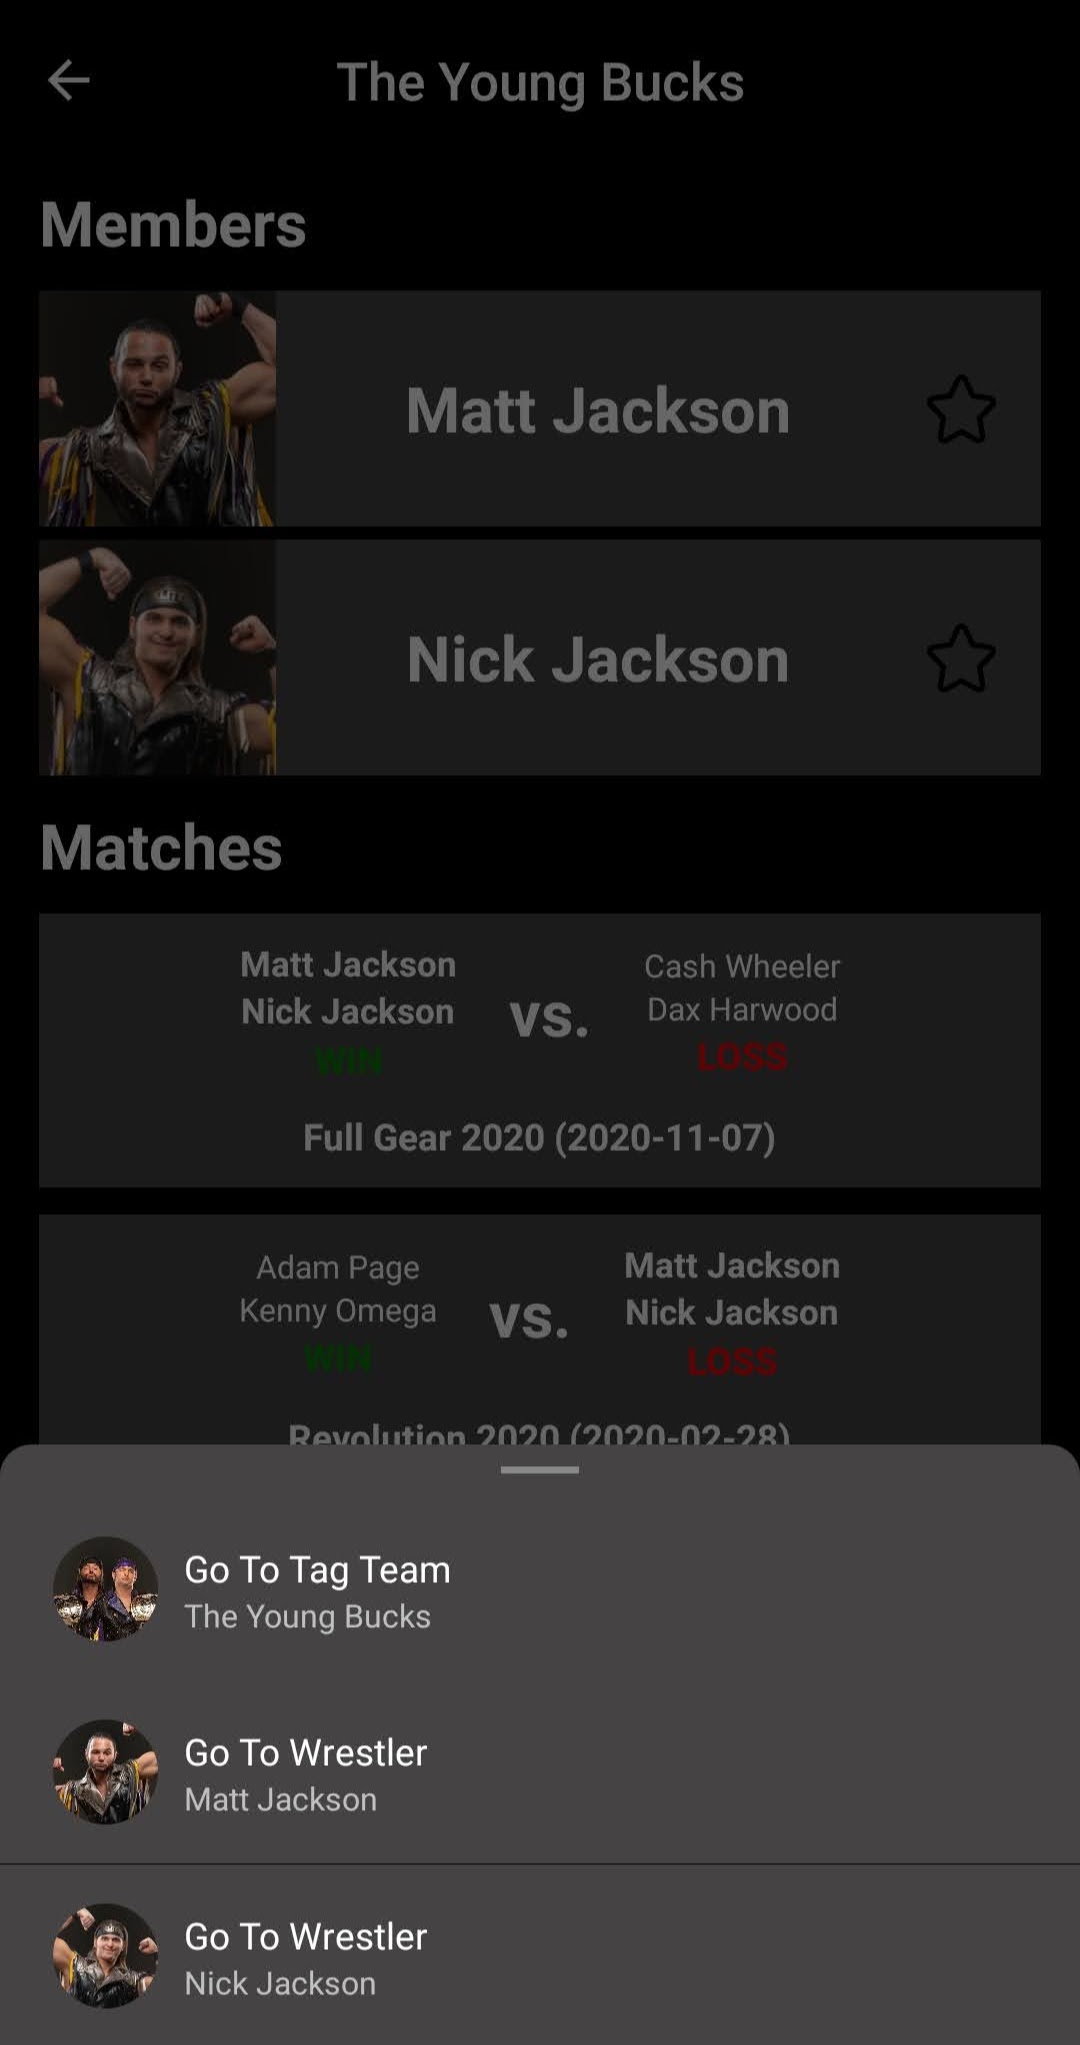 The Young Bucks
Members
Matt Jackson
Nick Jackson
Matches
Matt Jackson
Nick Jackson
WIN
vs.
Cash Wheeler
Dax Harwood
LOSS
Full Gear 2020 (2020-11-07)
Adam Page
Kenny Omega
WIN
vs.
Matt Jackson
Nick Jackson
LOSS
Revolution 2020 (2020-02-28)
Go To Tag Team
The Young Bucks
Go To Wrestler
Matt Jackson
Go To Wrestler
Nick Jackson